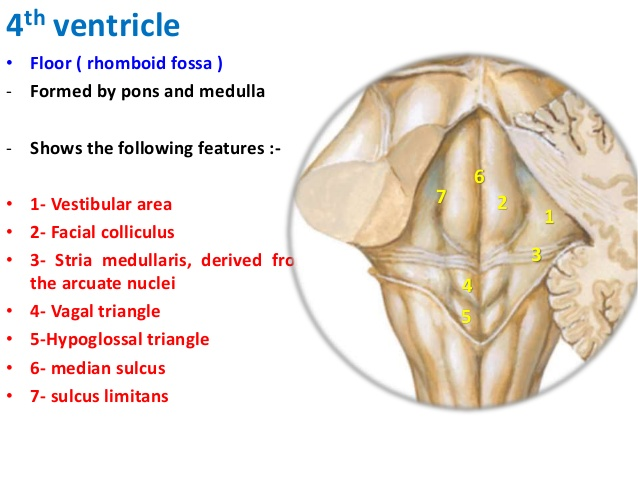 4th ventricle
• Floor ( rhomboid fossa )
- Formed by pons and medulla
- Shows the following features :-
• 1- Vestibular area
• 2- Facial colliculus
• 3- Stria medullaris, derived fro
the arcuate nuclei
• 4- Vagal triangle
• 5-Hypoglossal triangle
• 6- median sulcus
• 7- sulcus limitans
6
7
2
1
3
4
5